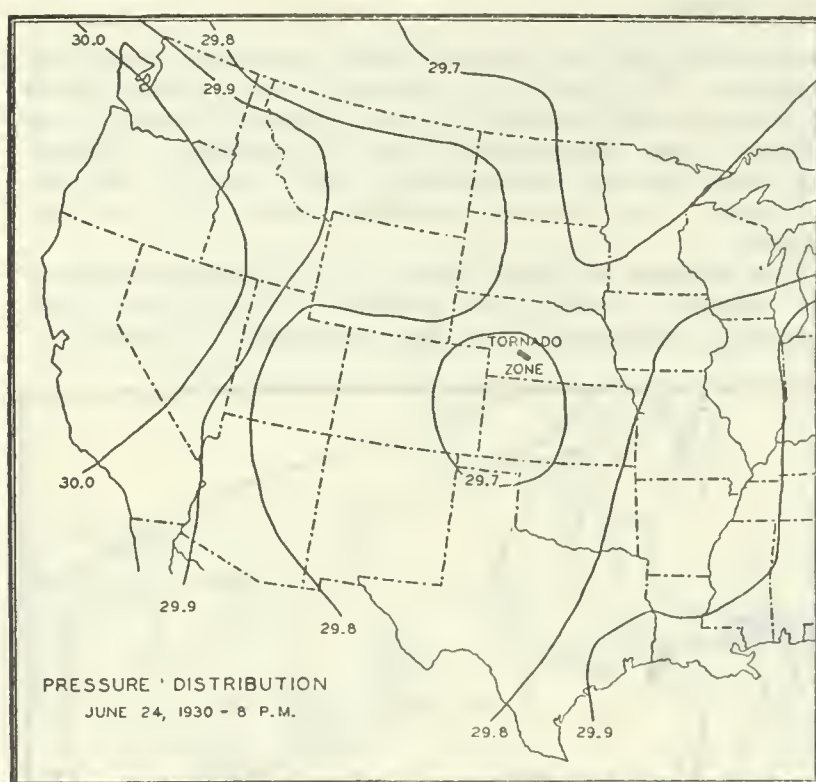 30.0
29.8
29.9
29.7
TORNADO
ZONE
30.0
29.7
29.9
29.8
PRESSURE DISTRIBUTION
JUNE 24, 1930 - 8 P.M.
29.8
29.9